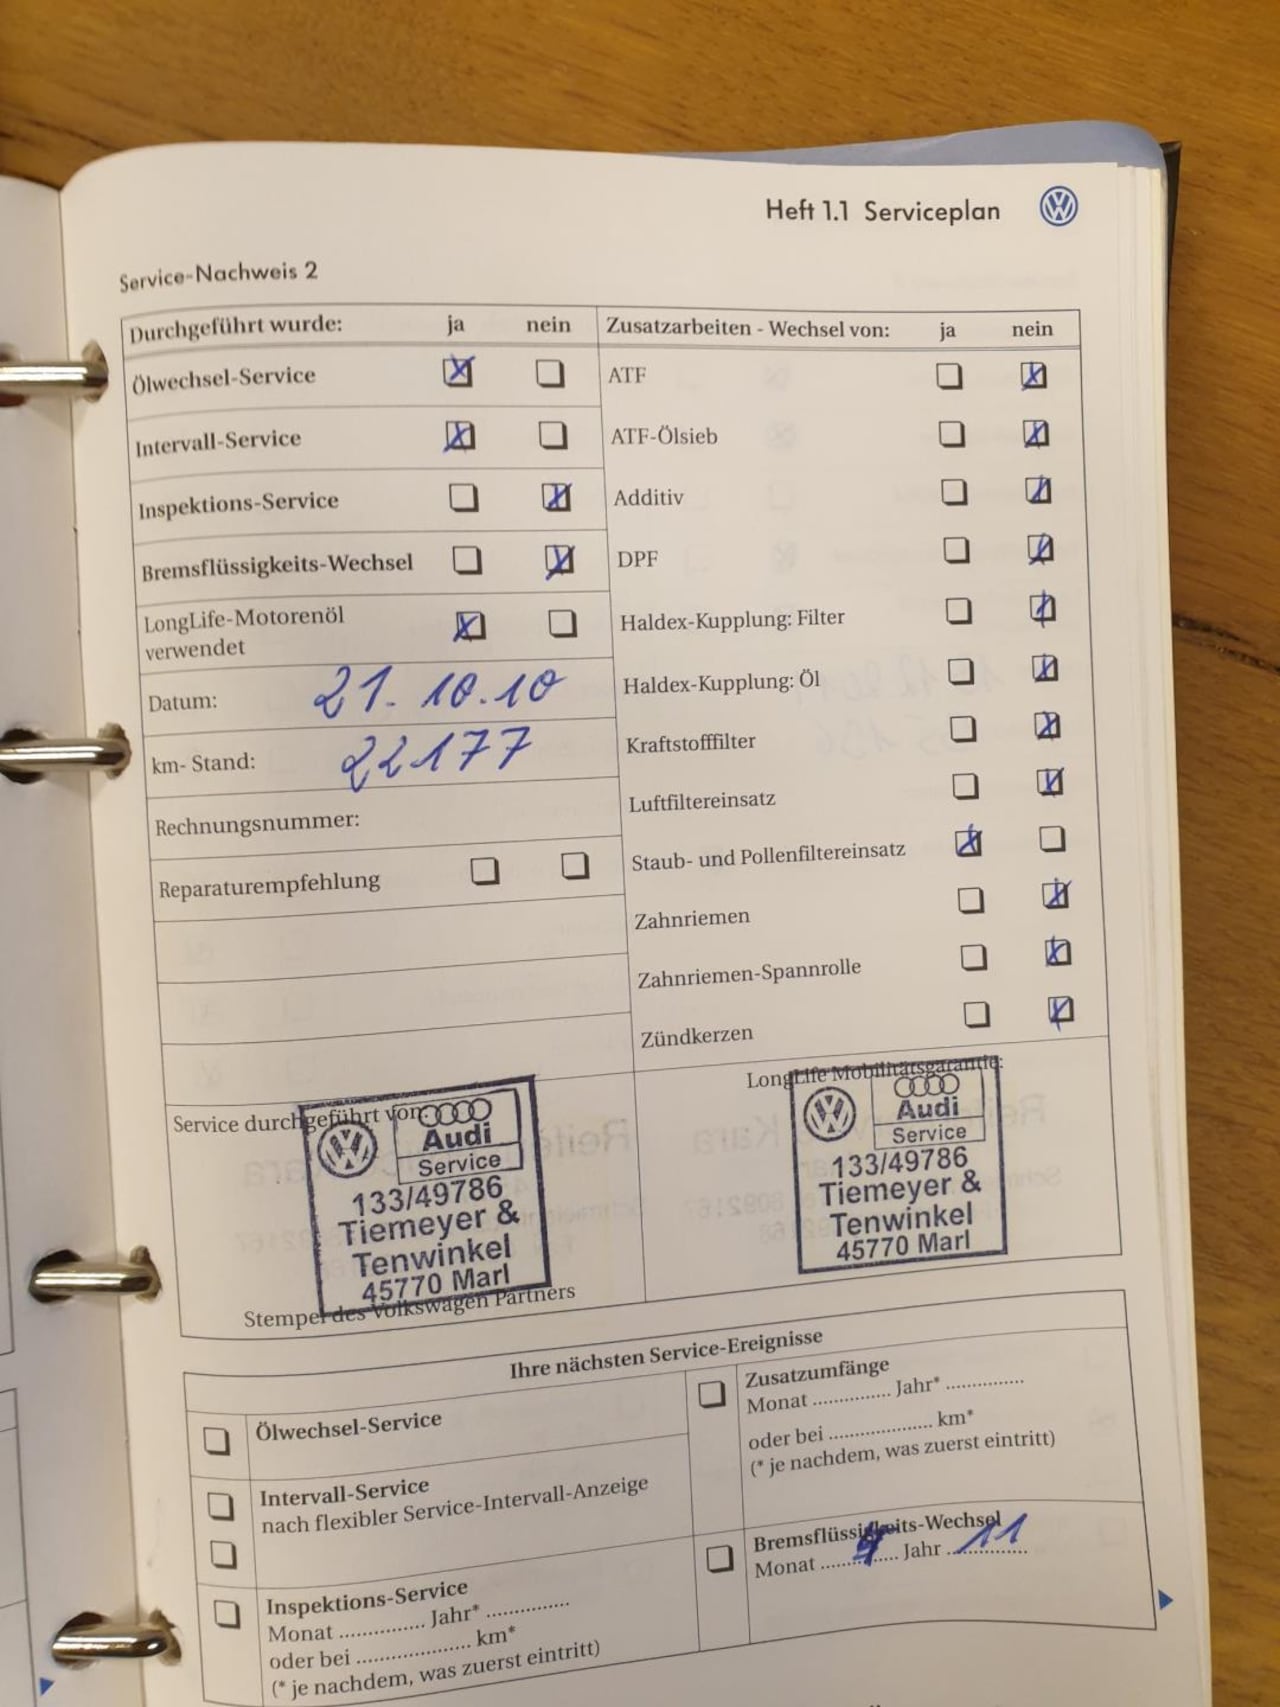 Heft 1.1 Serviceplan
Service-Nachweis 2
Durchgeführt wurde: ja nein
Ölwechsel-Service
Intervall-Service
Inspektions-Service
Bremsflüssigkeits-Wechsel
LongLife-Motorenöl
verwendet
Datum: 21.10.10
km- Stand: 22177
Rechnungsnummer:
Reparaturempfehlung
Zusatzarbeiten - Wechsel von: ja nein
ATF
ATF-Ölsieb
Additiv
DPF
Haldex-Kupplung: Filter
Haldex-Kupplung: Öl
Kraftstofffilter
Luftfiltereinsatz
Staub- und Pollenfiltereinsatz
Zahnriemen
Zahnriemen-Spannrolle
Zündkerzen
Service durchgeführt von:
Audi
Service
133/49786
Tiemeyer &
Tenwinkel
45770 Marl
Stempel des Volkswagen Partners
LongLife Mobilitätsgarantie:
Audi
Service
133/49786
Tiemeyer &
Tenwinkel
45770 Marl
Ihre nächsten Service-Ereignisse
Ölwechsel-Service
Intervall-Service
nach flexibler Service-Intervall-Anzeige
Inspektions-Service
Monat ............... Jahr* ...............
oder bei .................... km*
(* je nachdem, was zuerst eintritt)
Zusatzumfänge
Monat ............... Jahr* ...............
oder bei .................... km*
(* je nachdem, was zuerst eintritt)
Bremsflüssigkeits-Wechsel
Monat ............... Jahr 11